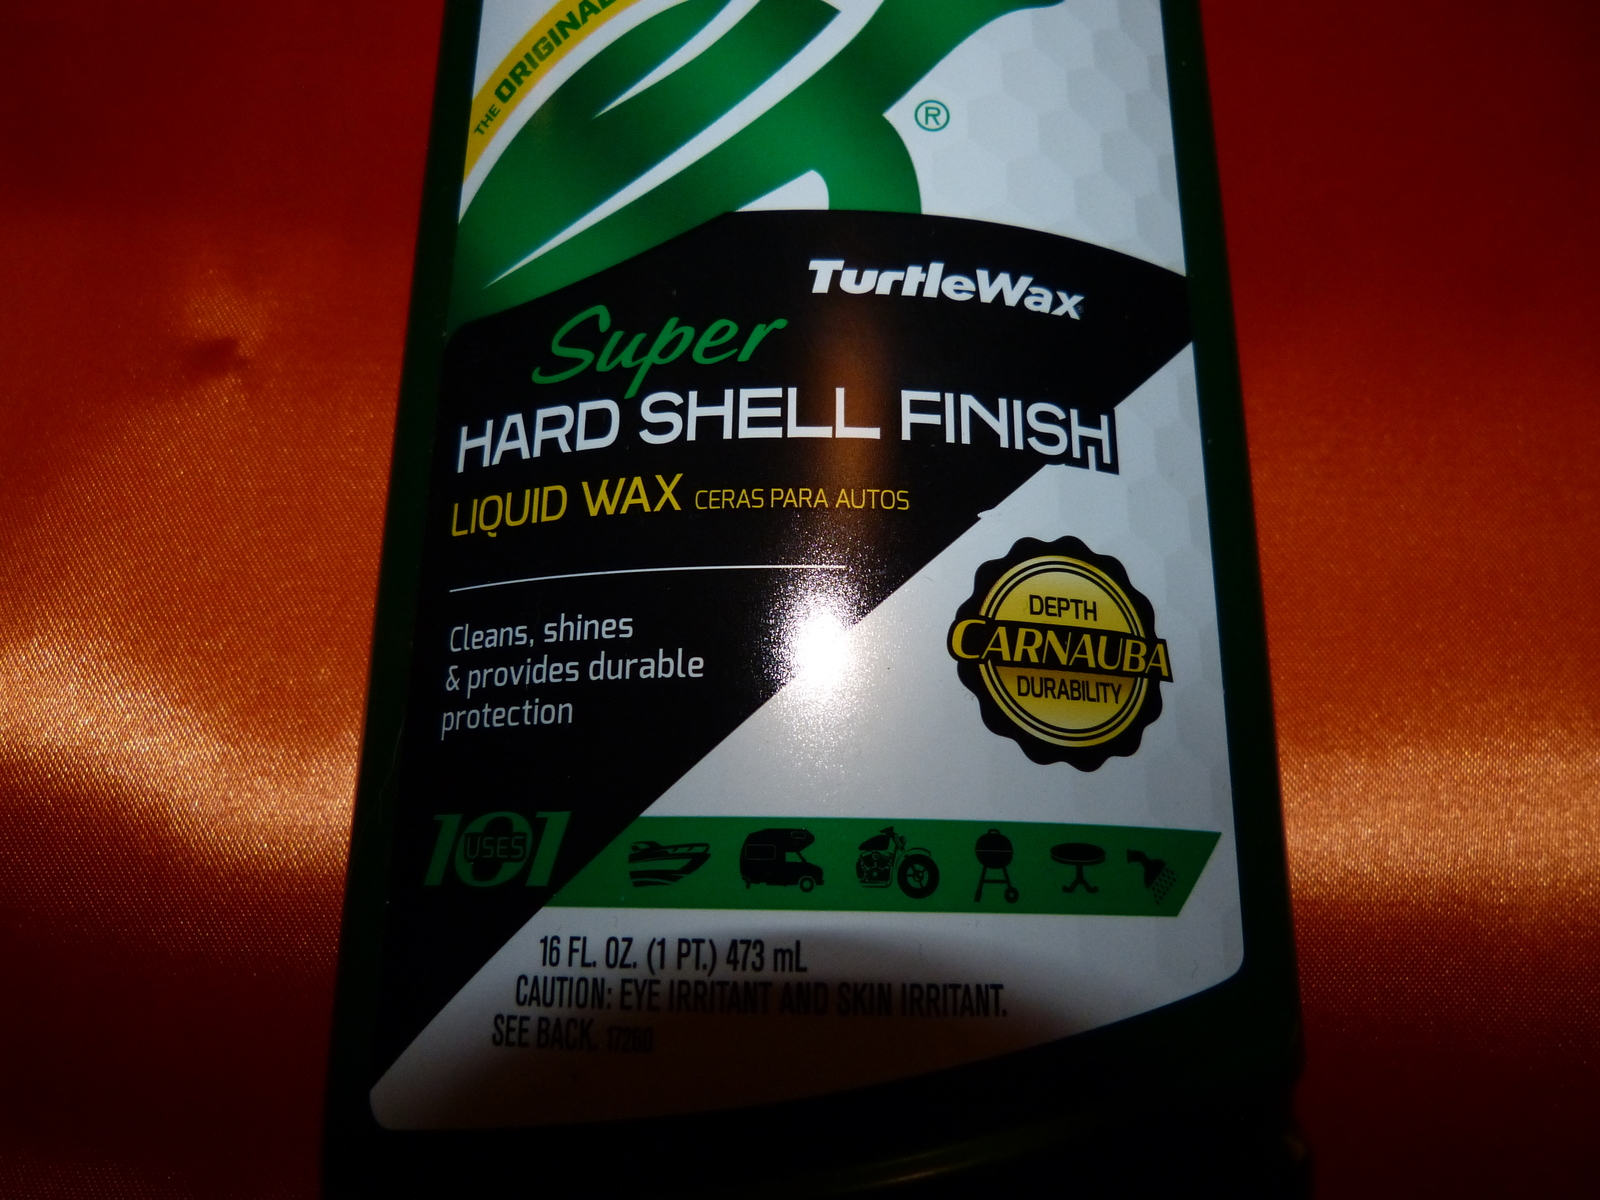 THE ORIGINAL
®
TurtleWax
Super
HARD SHELL FINISH
LIQUID WAX CERAS PARA AUTOS
Cleans, shines
& provides durable
protection
DEPTH
CARNAUBA
DURABILITY
101
USES
16 FL. OZ. (1 PT.) 473 mL
CAUTION: EYE IRRITANT AND SKIN IRRITANT.
SEE BACK. 17260